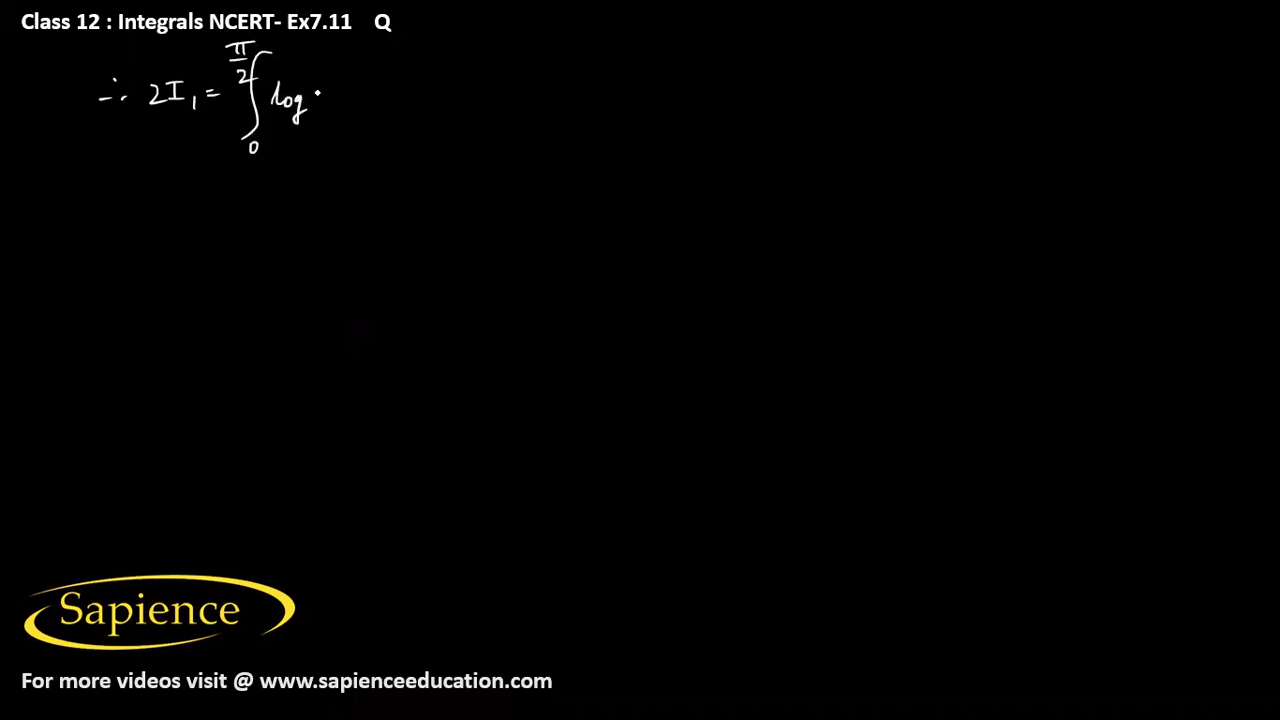 Class 12 : Integrals NCERT- Ex7.11 Q
∴ 2I₁ = ∫₀^(π/2) log
Sapience
For more videos visit @ www.sapienceeducation.com